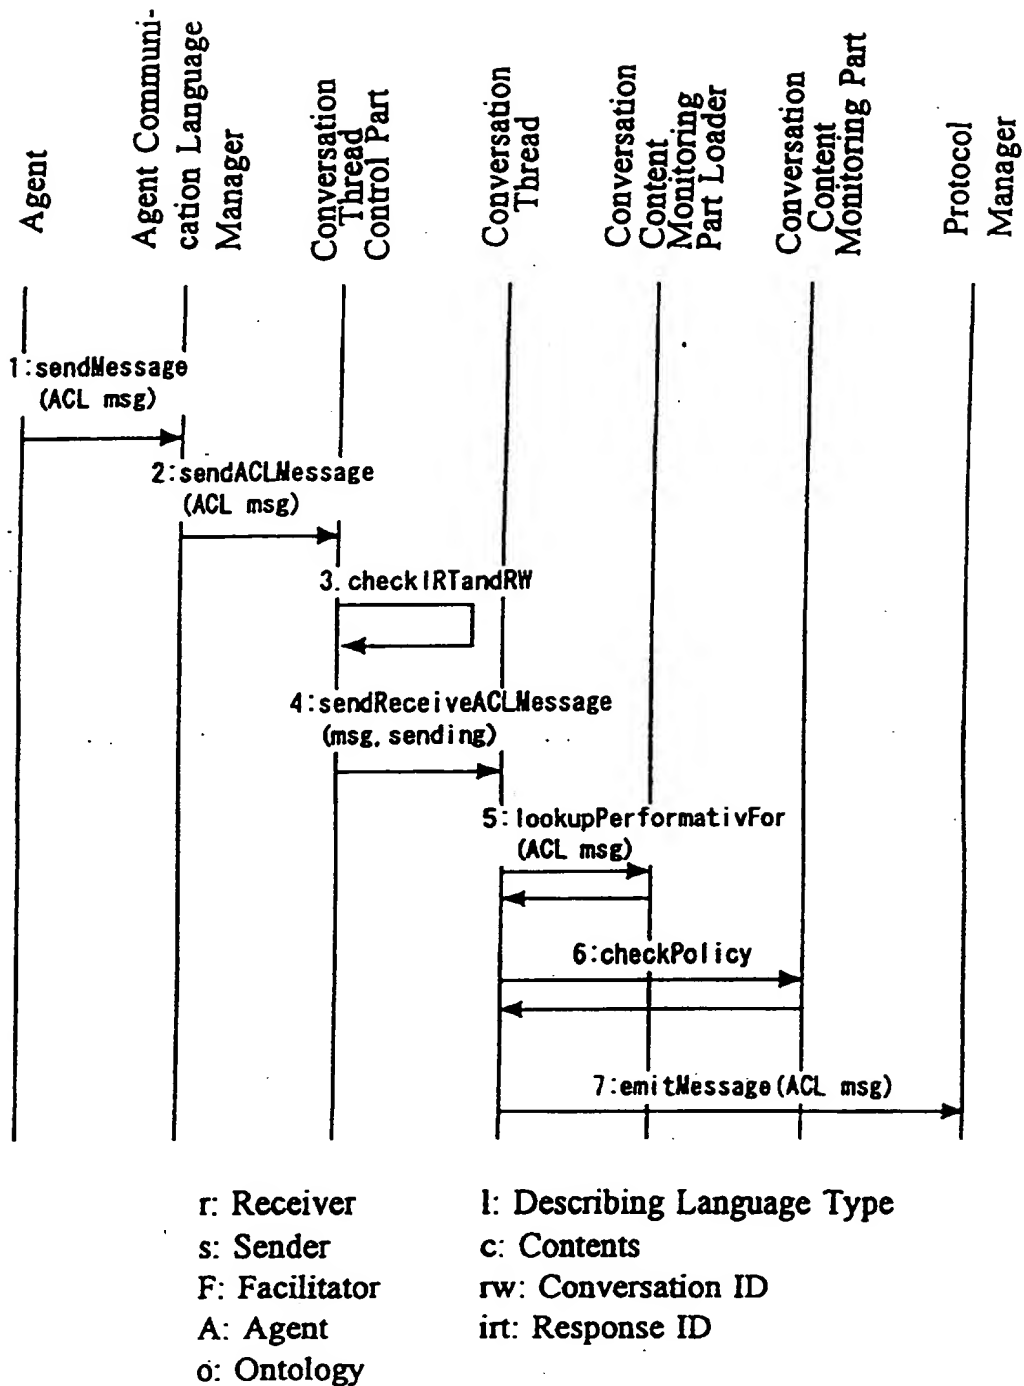 Agent
Agent Communi-
cation Language
Manager
Conversation
Thread
Control Part
Conversation
Thread
Conversation
Content
Monitoring
Part Loader
Conversation
Content
Monitoring Part
Protocol
Manager
1:sendMessage
(ACL msg)
2:sendACLMessage
(ACL msg)
3. checkIRTandRW
4:sendReceiveACLMessage
(msg, sending)
5:lookupPerformativFor
(ACL msg)
6:checkPolicy
7:emitMessage(ACL msg)
r: Receiver
s: Sender
F: Facilitator
A: Agent
o: Ontology
l: Describing Language Type
c: Contents
rw: Conversation ID
irt: Response ID